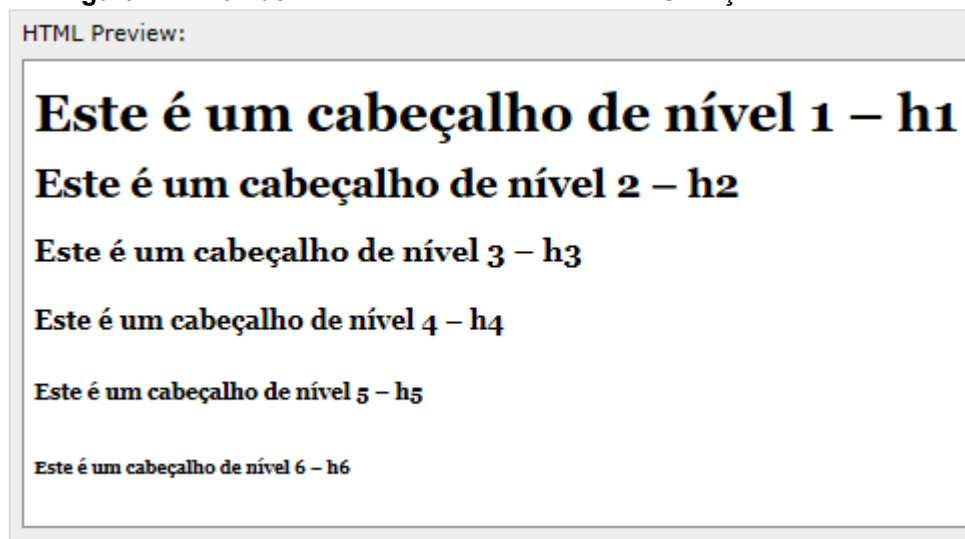 HTML Preview:
Este é um cabeçalho de nível 1 – h1
Este é um cabeçalho de nível 2 – h2
Este é um cabeçalho de nível 3 – h3
Este é um cabeçalho de nível 4 – h4
Este é um cabeçalho de nível 5 – h5
Este é um cabeçalho de nível 6 – h6